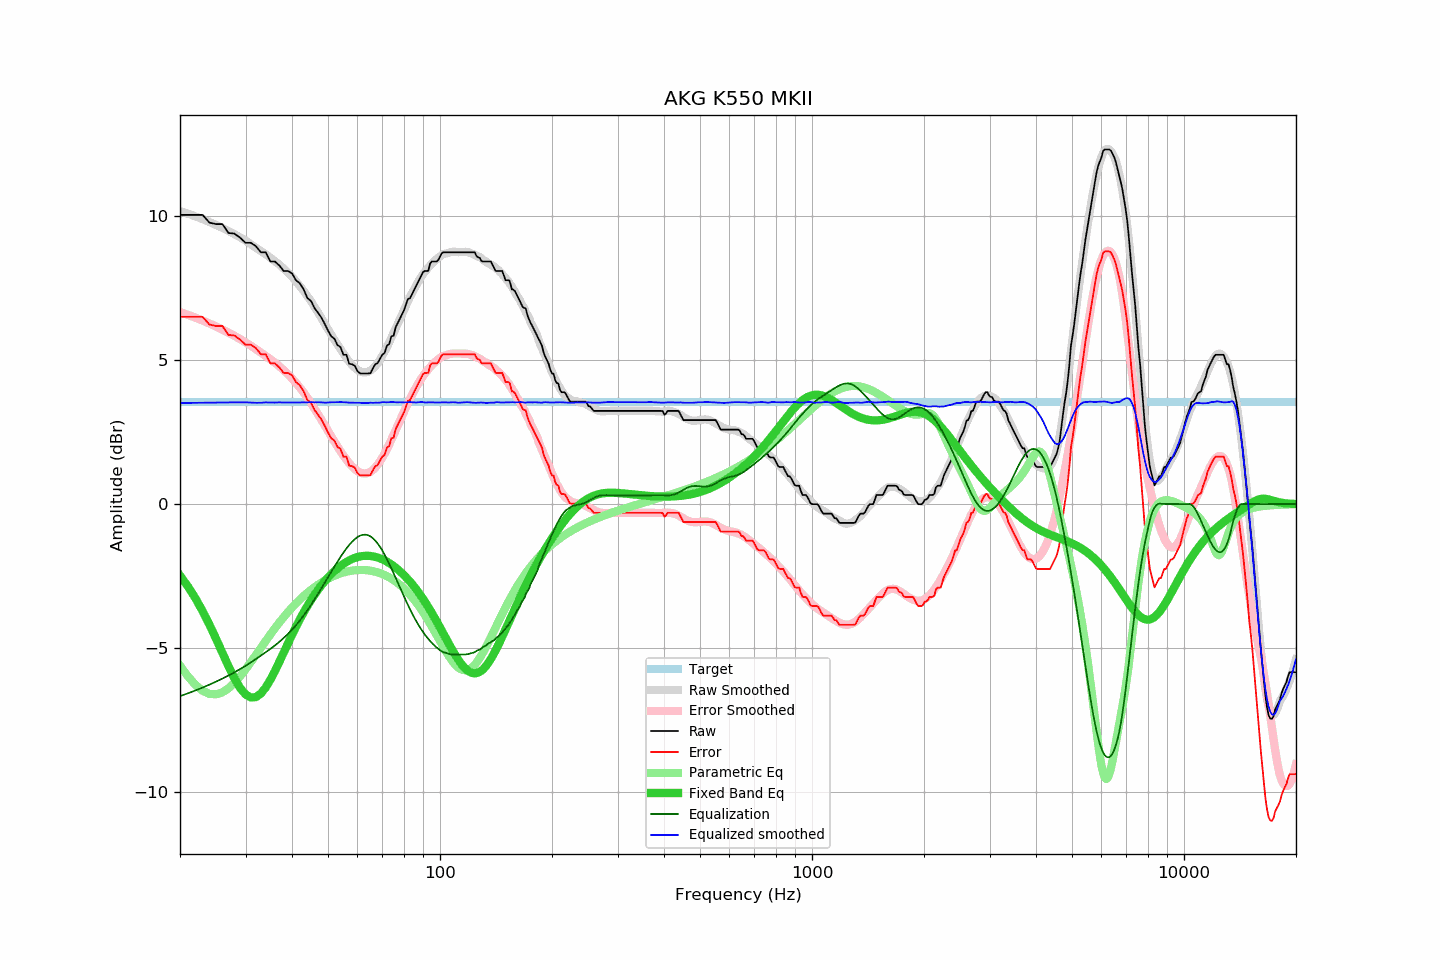 AKG K550 MKII
10
5
0
−5
−10
Amplitude (dBr)
Target
Raw Smoothed
Error Smoothed
Raw
Error
Parametric Eq
Fixed Band Eq
Equalization
Equalized smoothed
100
1000
10000
Frequency (Hz)